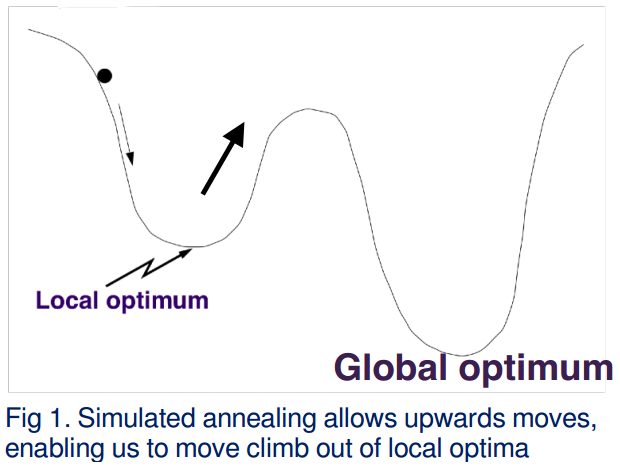 Local optimum
Global optimum
Fig 1. Simulated annealing allows upwards moves,
enabling us to move climb out of local optima